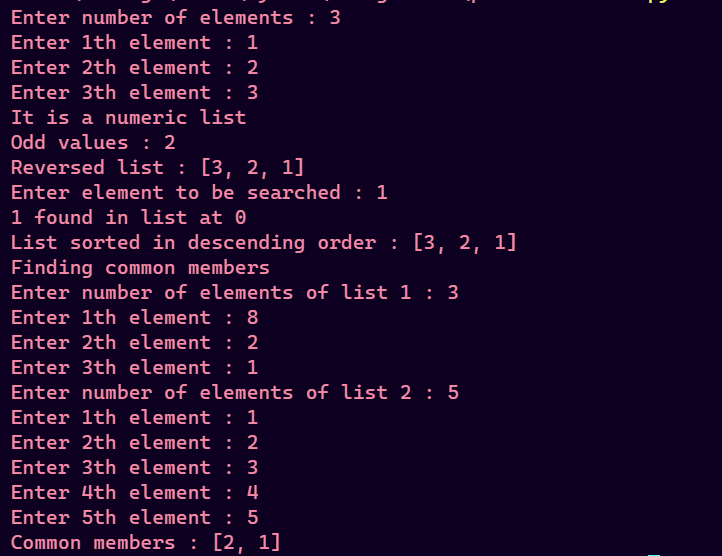 Enter number of elements : 3
Enter 1th element : 1
Enter 2th element : 2
Enter 3th element : 3
It is a numeric list
Odd values : 2
Reversed list : [3, 2, 1]
Enter element to be searched : 1
1 found in list at 0
List sorted in descending order : [3, 2, 1]
Finding common members
Enter number of elements of list 1 : 3
Enter 1th element : 8
Enter 2th element : 2
Enter 3th element : 1
Enter number of elements of list 2 : 5
Enter 1th element : 1
Enter 2th element : 2
Enter 3th element : 3
Enter 4th element : 4
Enter 5th element : 5
Common members : [2, 1]